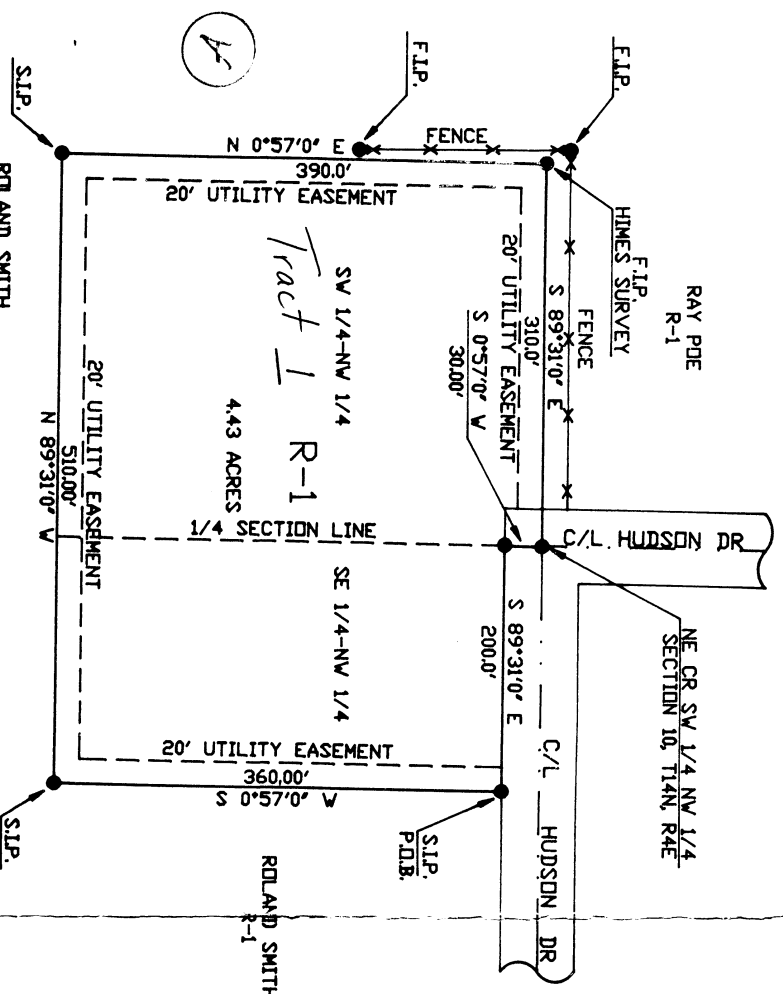 A
S.I.P.
F.I.P.
F.I.P.
N 0°57'0" E
390.0'
FENCE
20' UTILITY EASEMENT
F.I.P.
HIMES SURVEY
RAY POE
R-1
FENCE
S 89°31'0" E
310.0'
20' UTILITY EASEMENT
S 0°57'0" W
30.00'
SW 1/4-NW 1/4
Tract 1
R-1
4.43 ACRES
1/4 SECTION LINE
C/L HUDSON DR
NE CR SW 1/4 NW 1/4
SECTION 10, T14N, R4E
S 89°31'0" E
200.0'
C/L HUDSON DR
SE 1/4-NW 1/4
20' UTILITY EASEMENT
510.00'
N 89°31'0" W
20' UTILITY EASEMENT
360.00'
S 0°57'0" W
S.I.P.
P.O.B.
S.I.P.
ROLAND SMITH
R-1
ROLAND SMITH